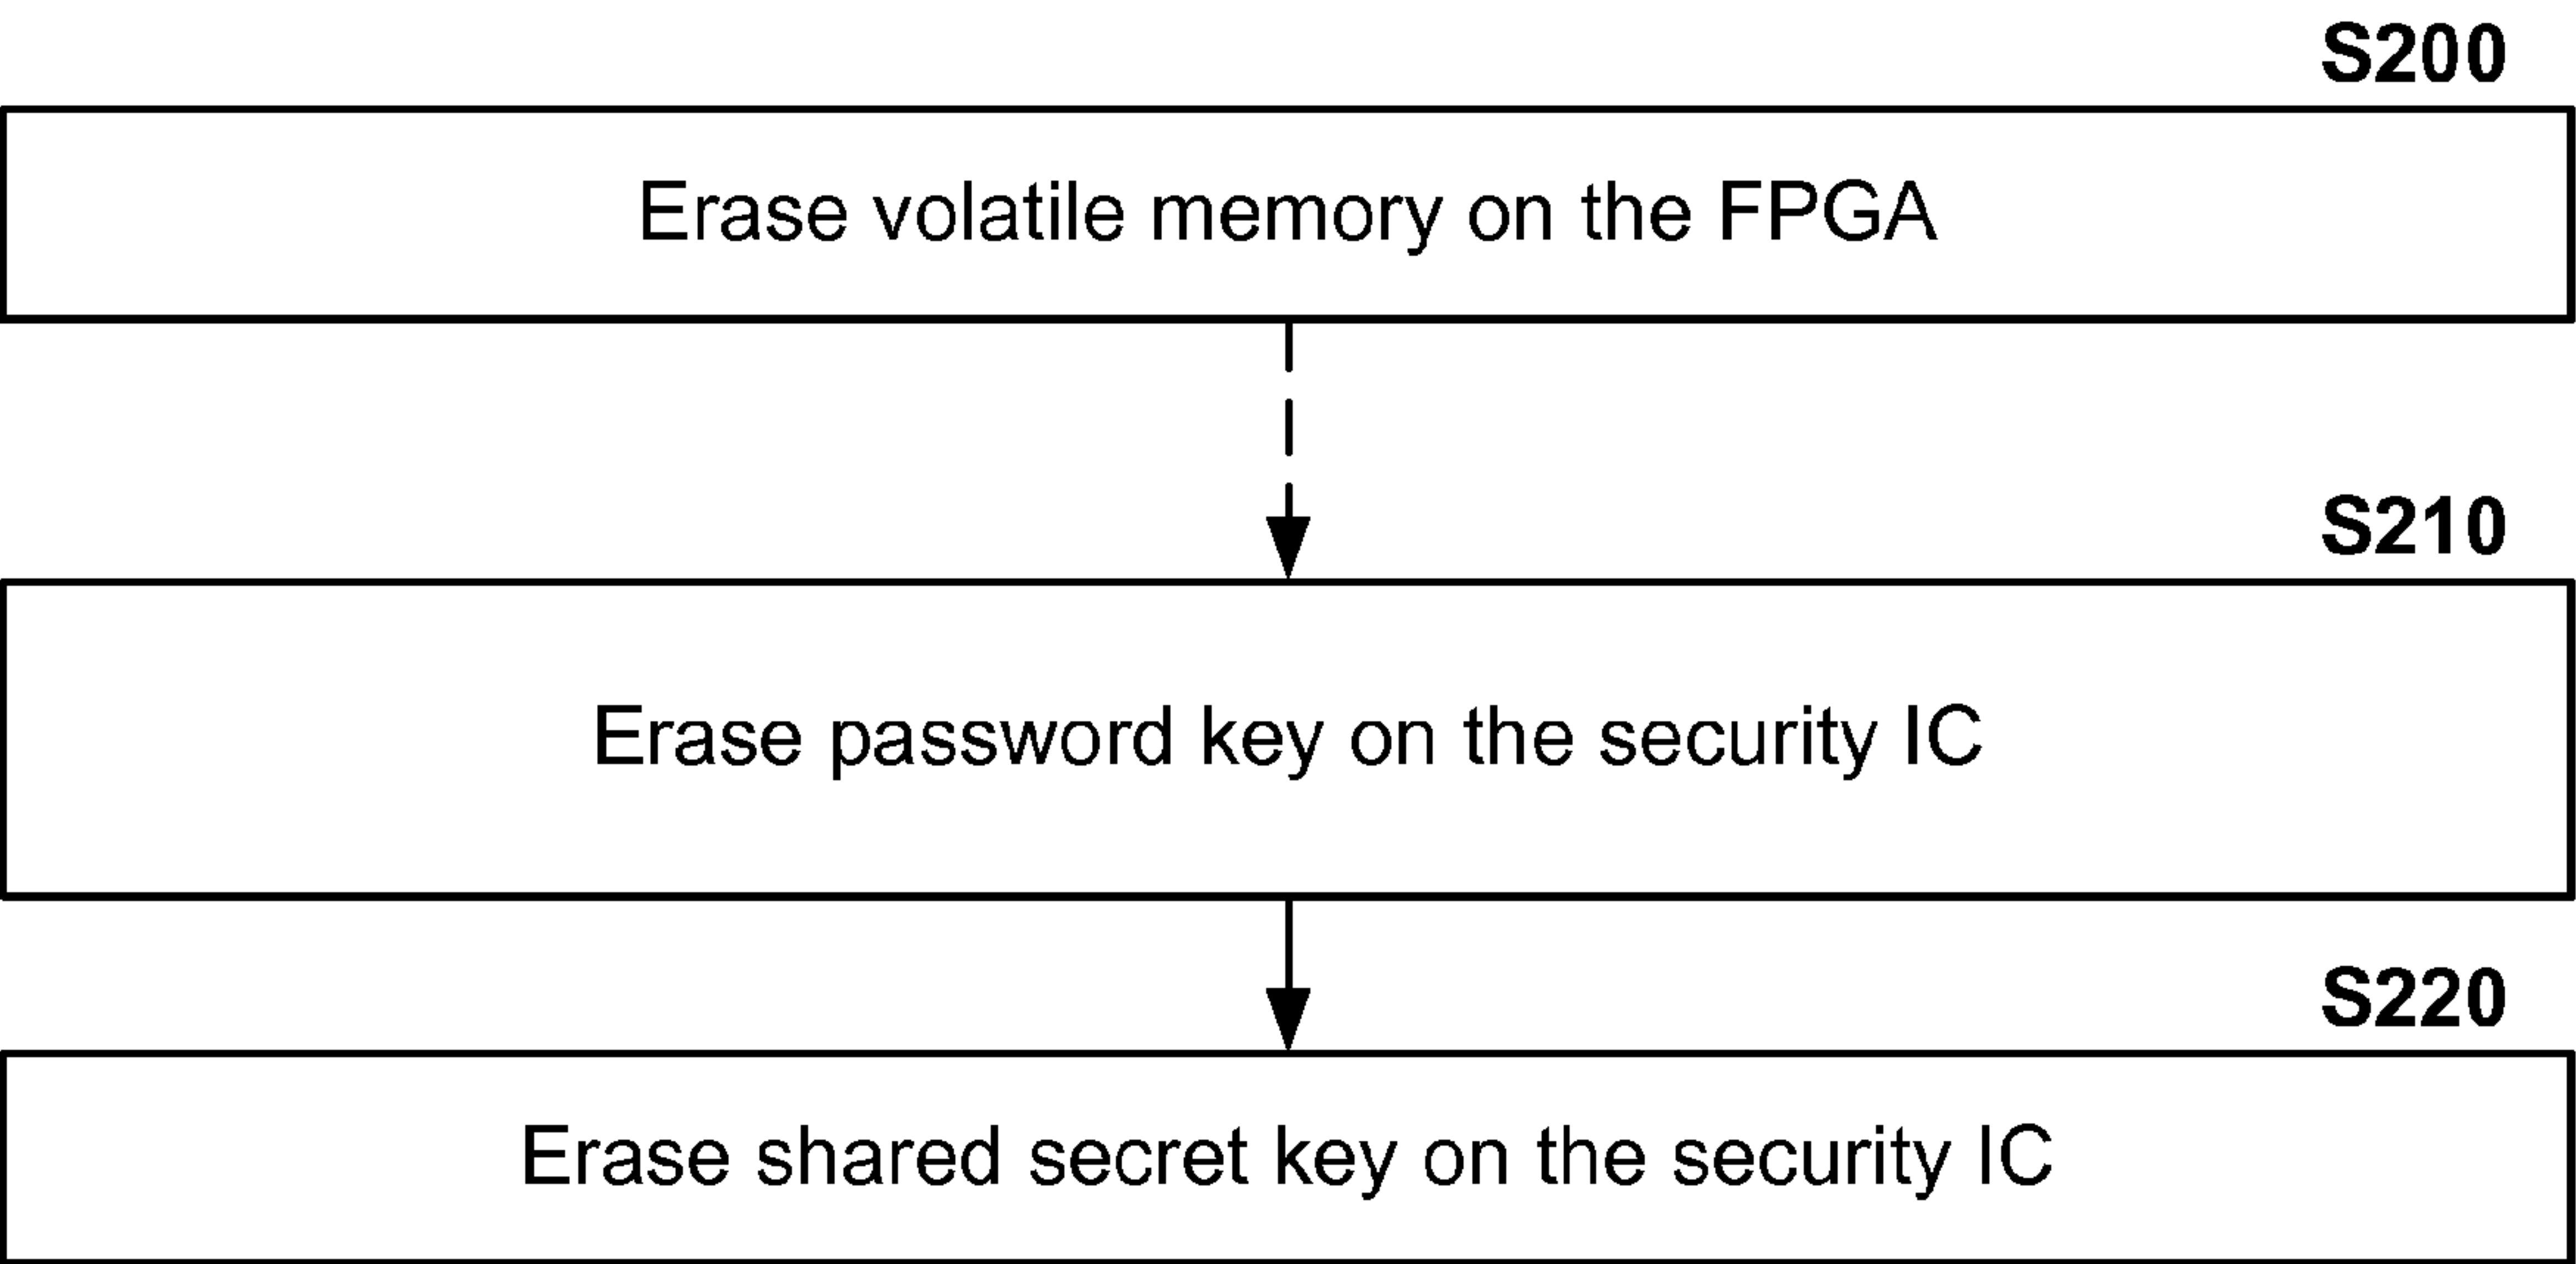 S200
Erase volatile memory on the FPGA
S210
Erase password key on the security IC
S220
Erase shared secret key on the security IC